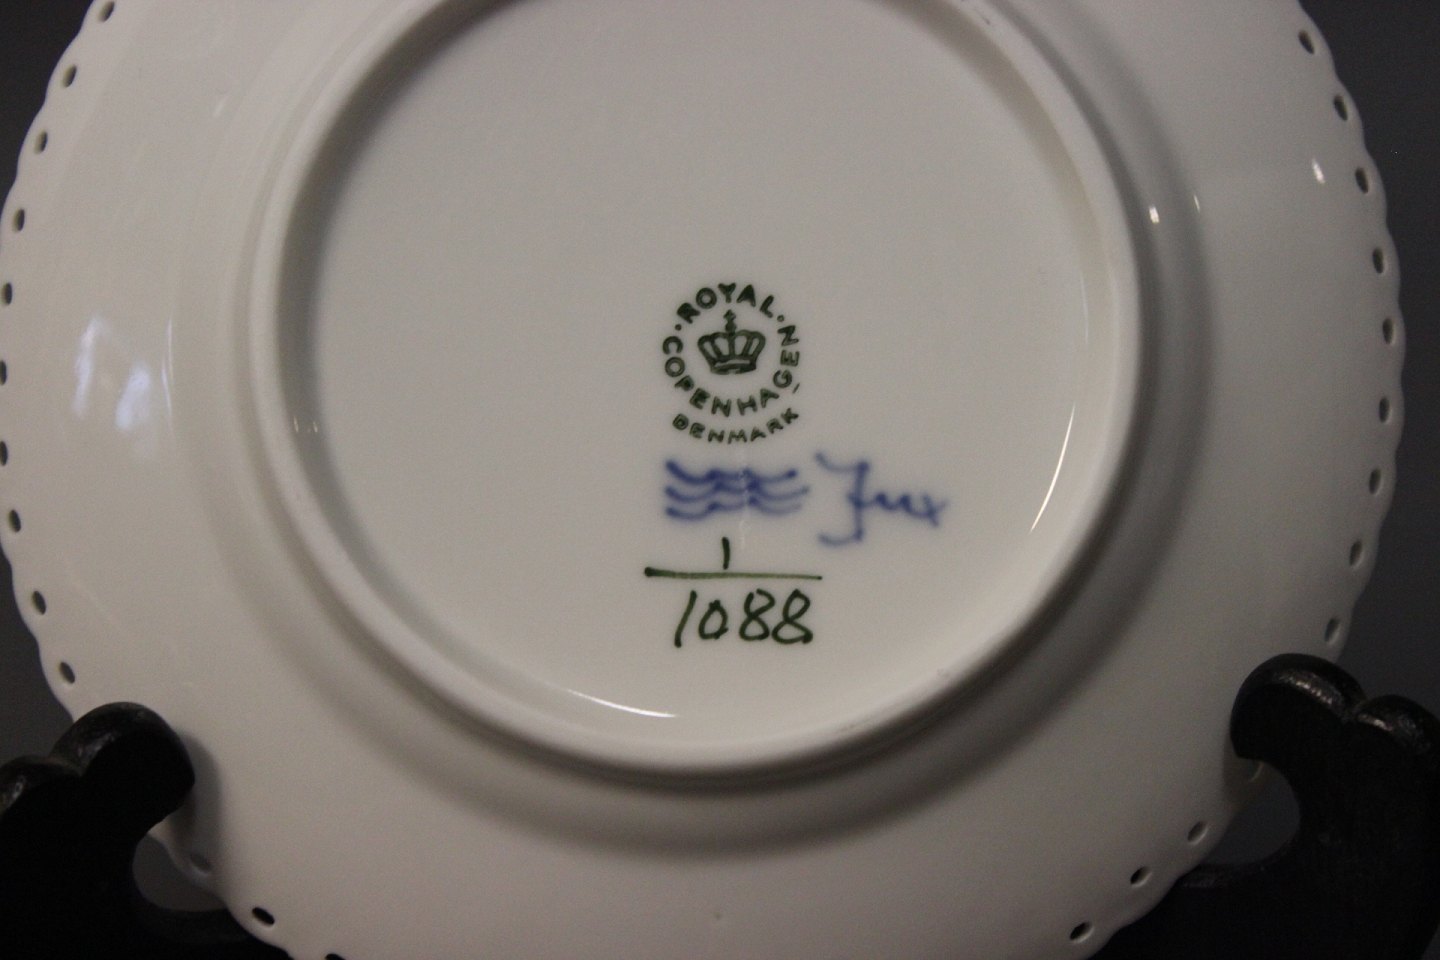 ROYAL
COPENHAGEN
DENMARK
1
1088